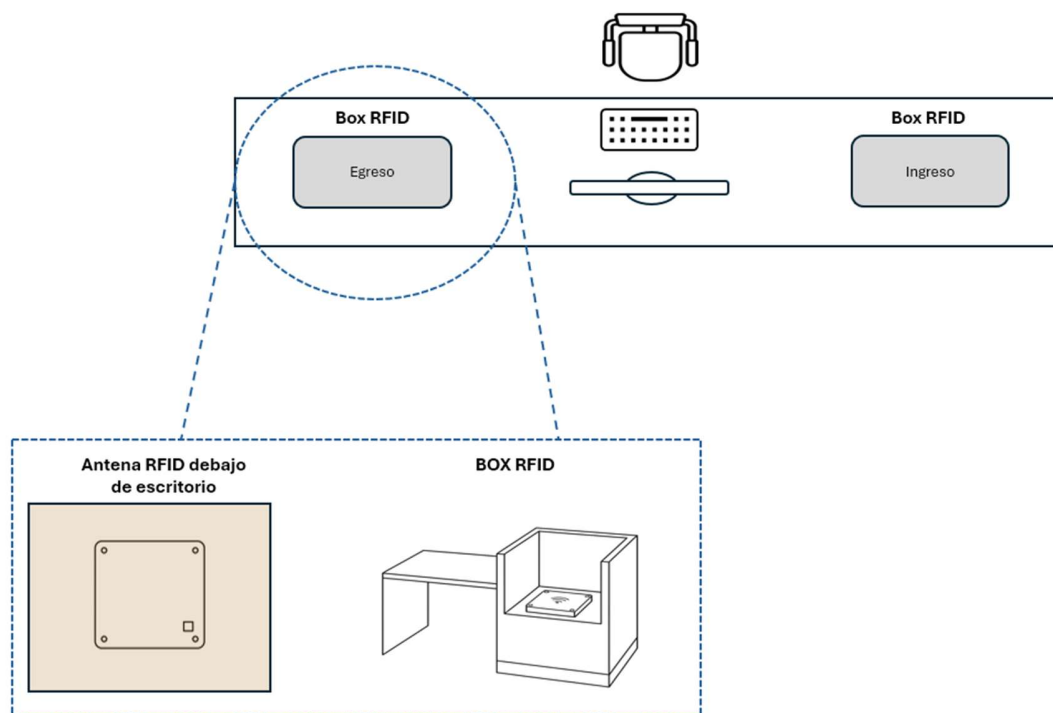 Box RFID
Box RFID
Egreso
Ingreso
Antena RFID debajo
de escritorio
BOX RFID